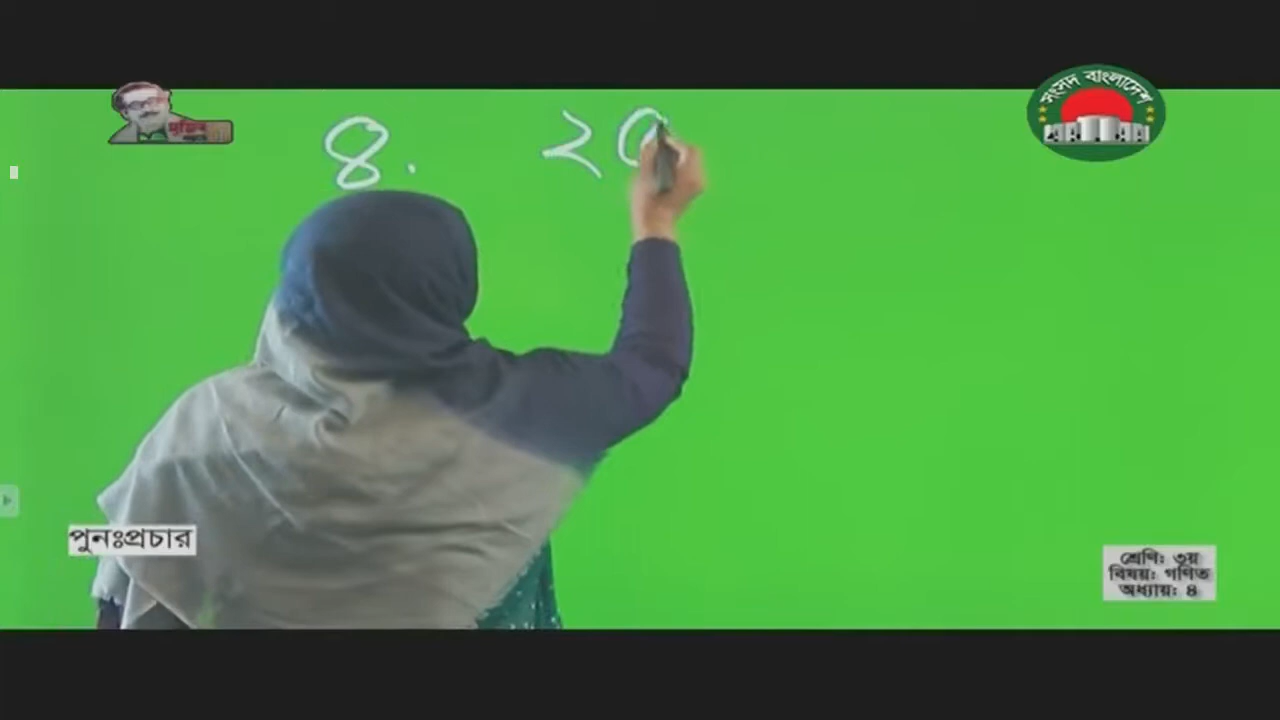 সংসদ বাংলাদেশ
৪. ২০
পুনঃপ্রচার
শ্রেণি: ৩য়
বিষয়: গণিত
অধ্যায়: ৪